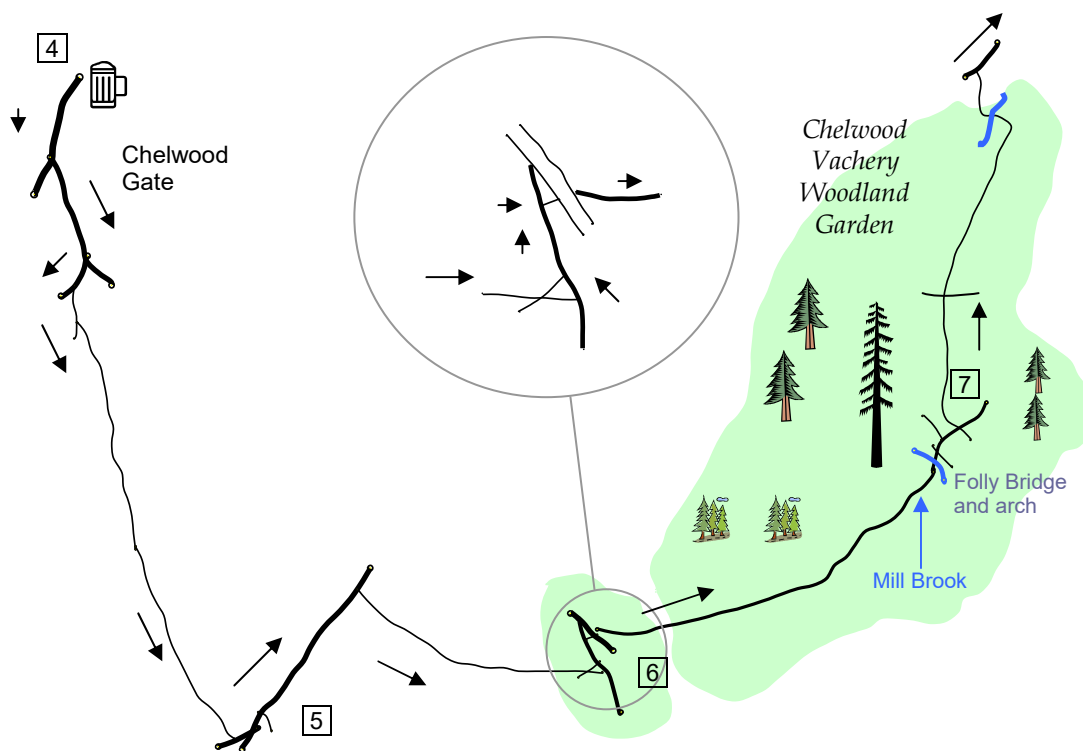 4
Chelwood
Gate
Chelwood
Vachery
Woodland
Garden
7
Folly Bridge
and arch
Mill Brook
6
5